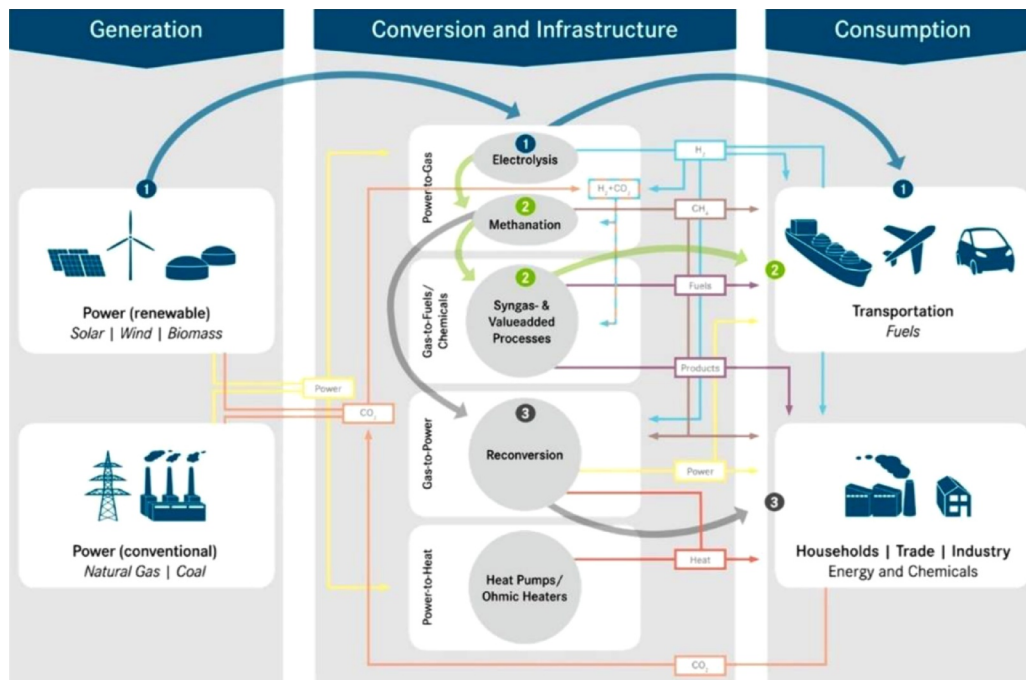 Generation
Conversion and Infrastructure
Consumption
1
Power (renewable)
Solar | Wind | Biomass
Power (conventional)
Natural Gas | Coal
Power
CO₂
Power-to-Gas
1
Electrolysis
2
Methanation
Gas-to-Fuels/
Chemicals
2
Syngas- &
Valueadded
Processes
Gas-to-Power
3
Reconversion
Power-to-Heat
Heat Pumps/
Ohmic Heaters
H₂
H₂+CO₂
CH₄
Fuels
Products
Power
Heat
CO₂
1
2
Transportation
Fuels
3
Households | Trade | Industry
Energy and Chemicals